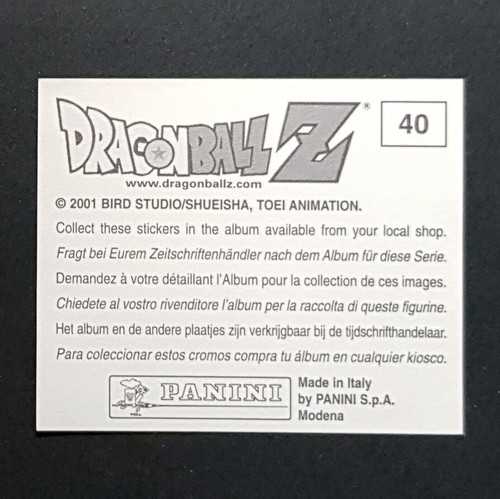 DRAGONBALL Z ®
40
www.dragonballz.com
© 2001 BIRD STUDIO/SHUEISHA, TOEI ANIMATION.
Collect these stickers in the album available from your local shop.
Fragt bei Eurem Zeitschriftenhändler nach dem Album für diese Serie.
Demandez à votre détaillant l'Album pour la collection de ces images.
Chiedete al vostro rivenditore l'album per la raccolta di queste figurine.
Het album en de andere plaatjes zijn verkrijgbaar bij de tijdschrifthandelaar.
Para coleccionar estos cromos compra tu álbum en cualquier kiosco.
PANINI
Made in Italy
by PANINI S.p.A.
Modena